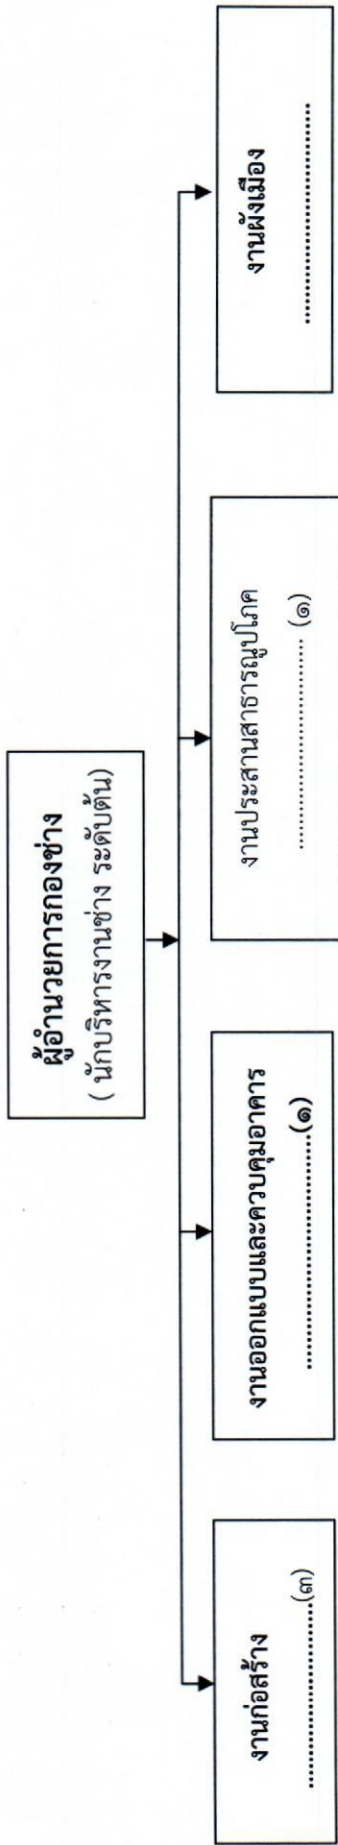 ผู้อำนวยการกองช่าง
( นักบริหารงานช่าง ระดับต้น)
งานก่อสร้าง
........................................(๓)
งานออกแบบและควบคุมอาคาร
........................................(๑)
งานประสานสาธารณูปโภค
........................................ (๑)
งานผังเมือง
........................................